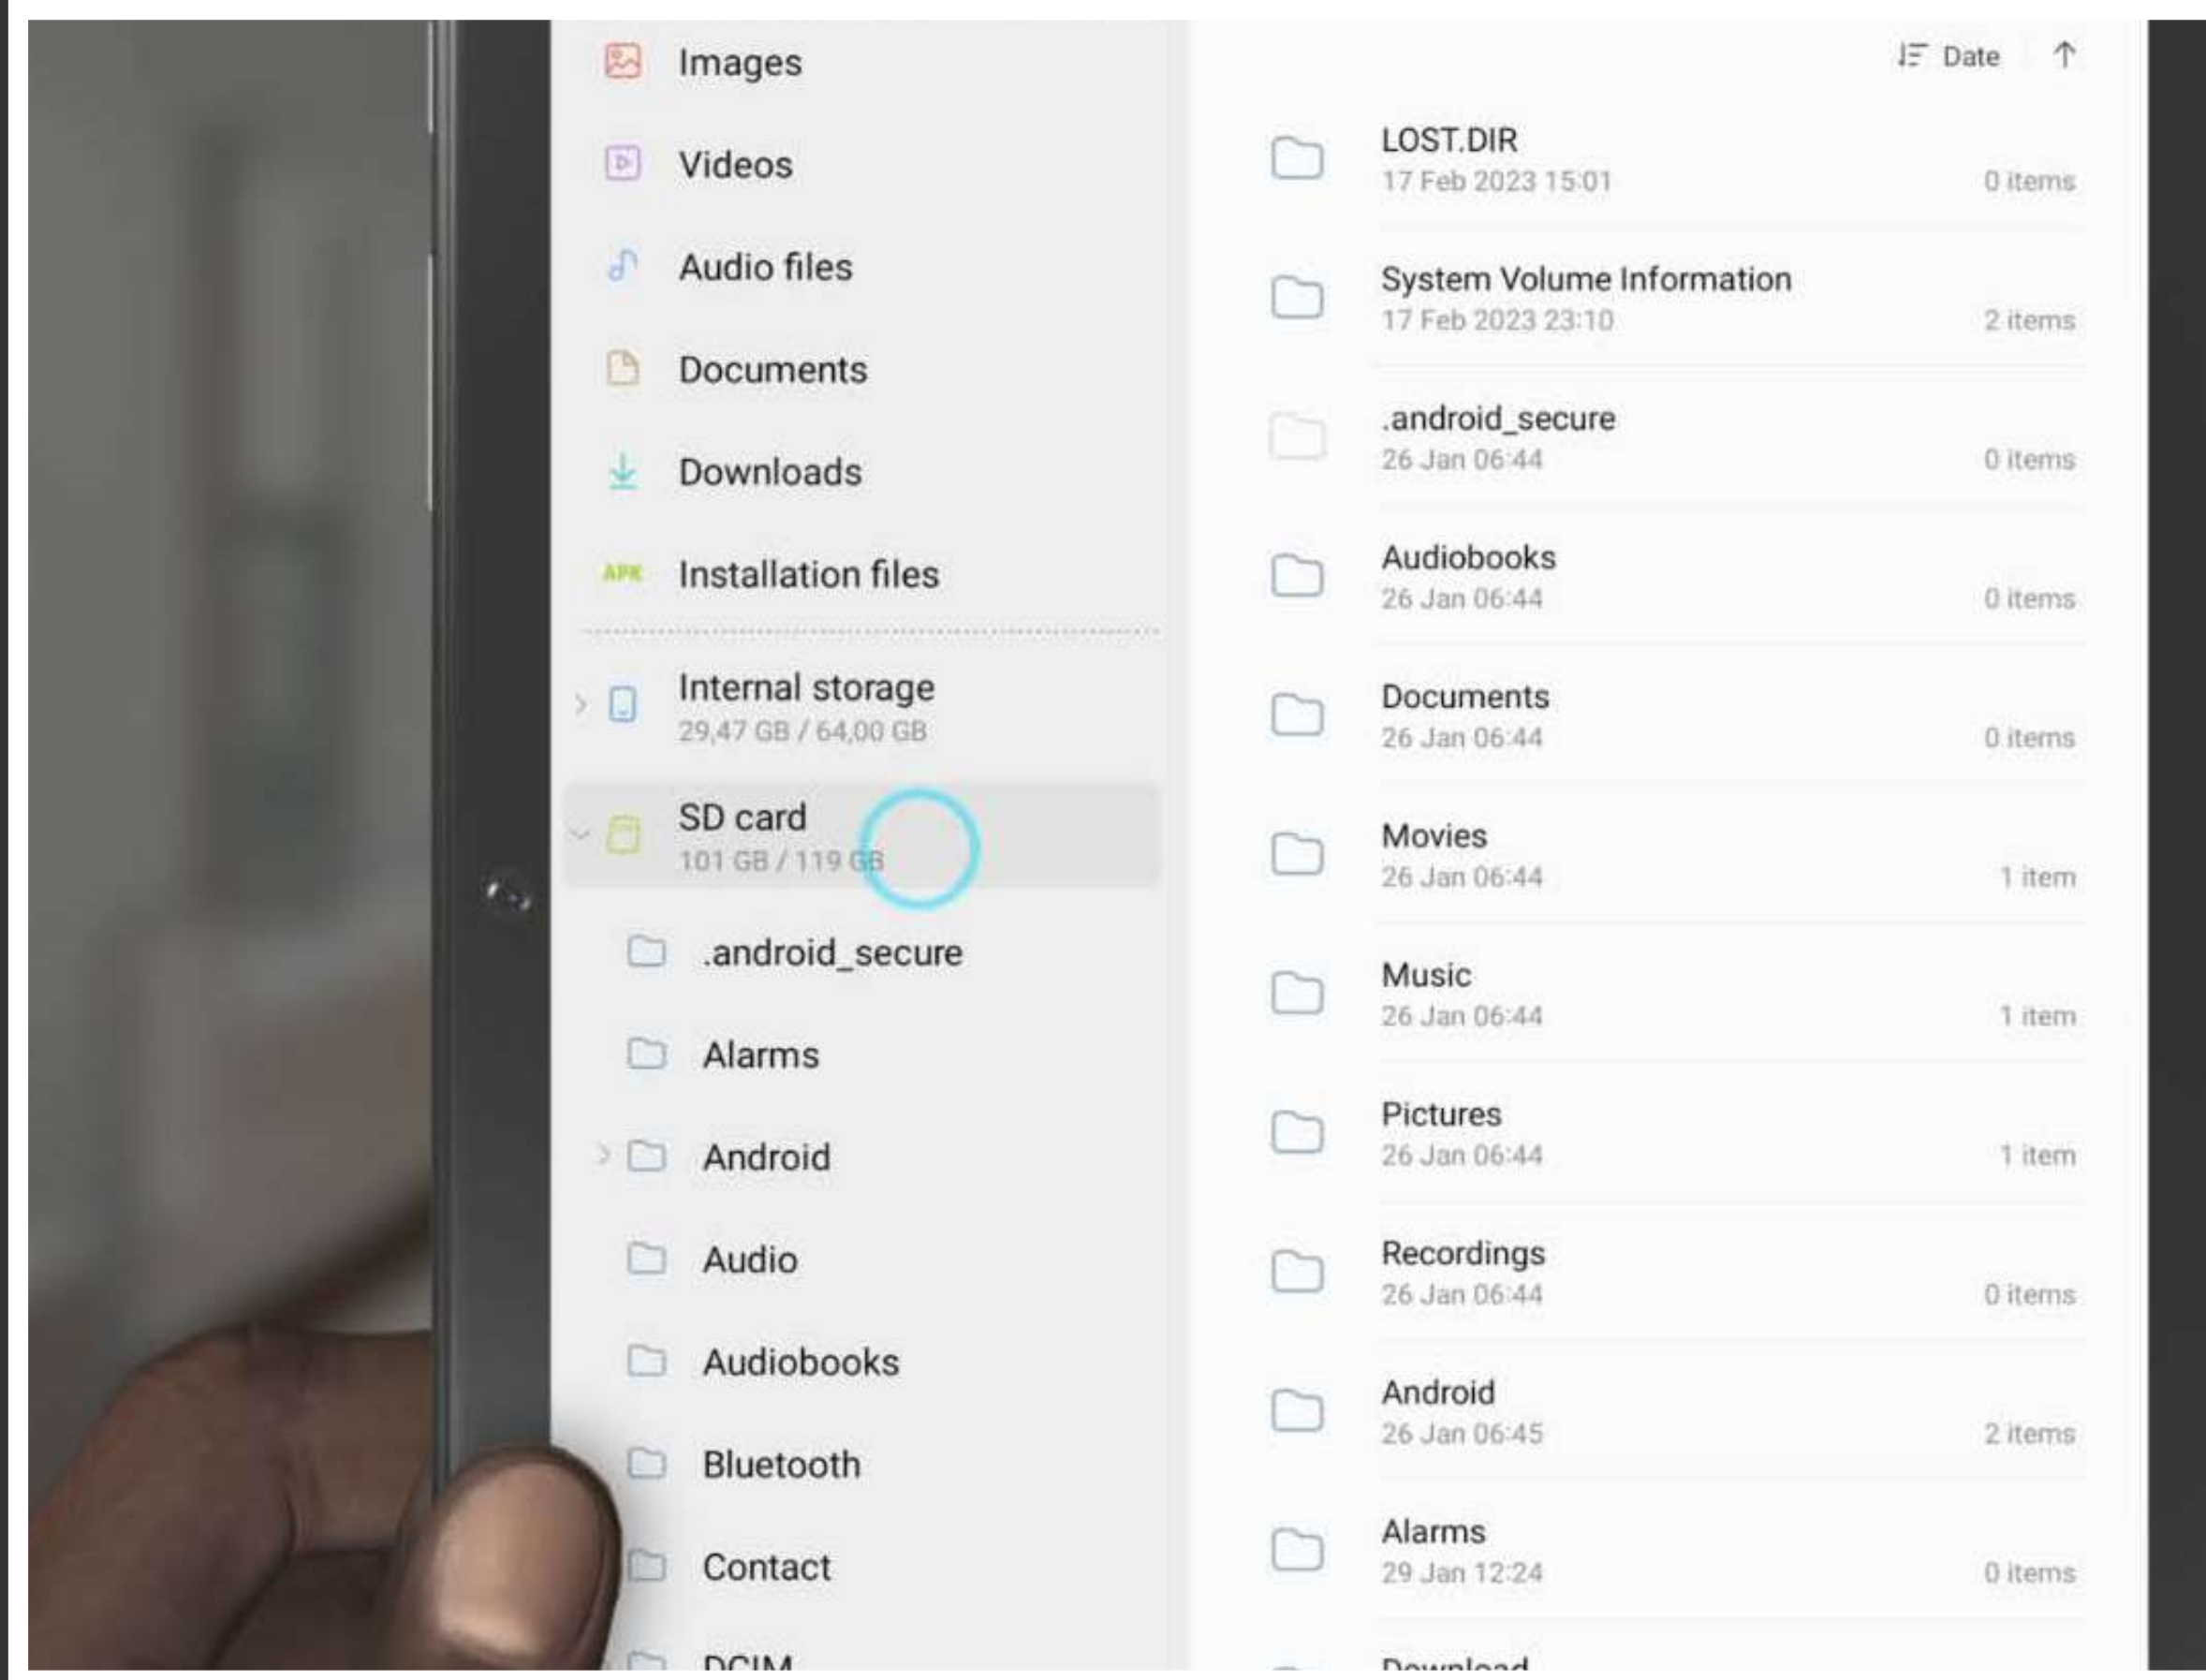 Images
Videos
Audio files
Documents
Downloads
APK Installation files
Internal storage
29,47 GB / 64,00 GB
SD card
101 GB / 119 GB
.android_secure
Alarms
Android
Audio
Audiobooks
Bluetooth
Contact
DCIM
Date
LOST.DIR
17 Feb 2023 15:01
0 items
System Volume Information
17 Feb 2023 23:10
2 items
.android_secure
26 Jan 06:44
0 items
Audiobooks
26 Jan 06:44
0 items
Documents
26 Jan 06:44
0 items
Movies
26 Jan 06:44
1 item
Music
26 Jan 06:44
1 item
Pictures
26 Jan 06:44
1 item
Recordings
26 Jan 06:44
0 items
Android
26 Jan 06:45
2 items
Alarms
29 Jan 12:24
0 items
Download